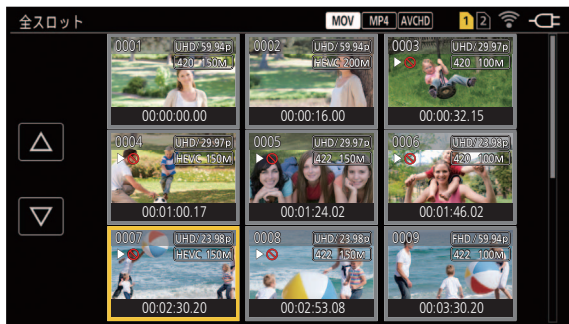 全スロット MOV MP4 AVCHD 1 2
0001 UHD/59.94p
420 150M
00:00:00.00
0002 UHD/59.94p
HEVC 200M
00:00:16.00
0003 UHD/29.97p
420 100M
00:00:32.15
0004 UHD/29.97p
HEVC 150M
00:01:00.17
0005 UHD/29.97p
422 150M
00:01:24.02
0006 UHD/23.98p
420 100M
00:01:46.02
0007 UHD/23.98p
HEVC 150M
00:02:30.20
0008 UHD/23.98p
422 150M
00:02:53.08
0009 FHD/59.94p
422 100M
00:03:30.20